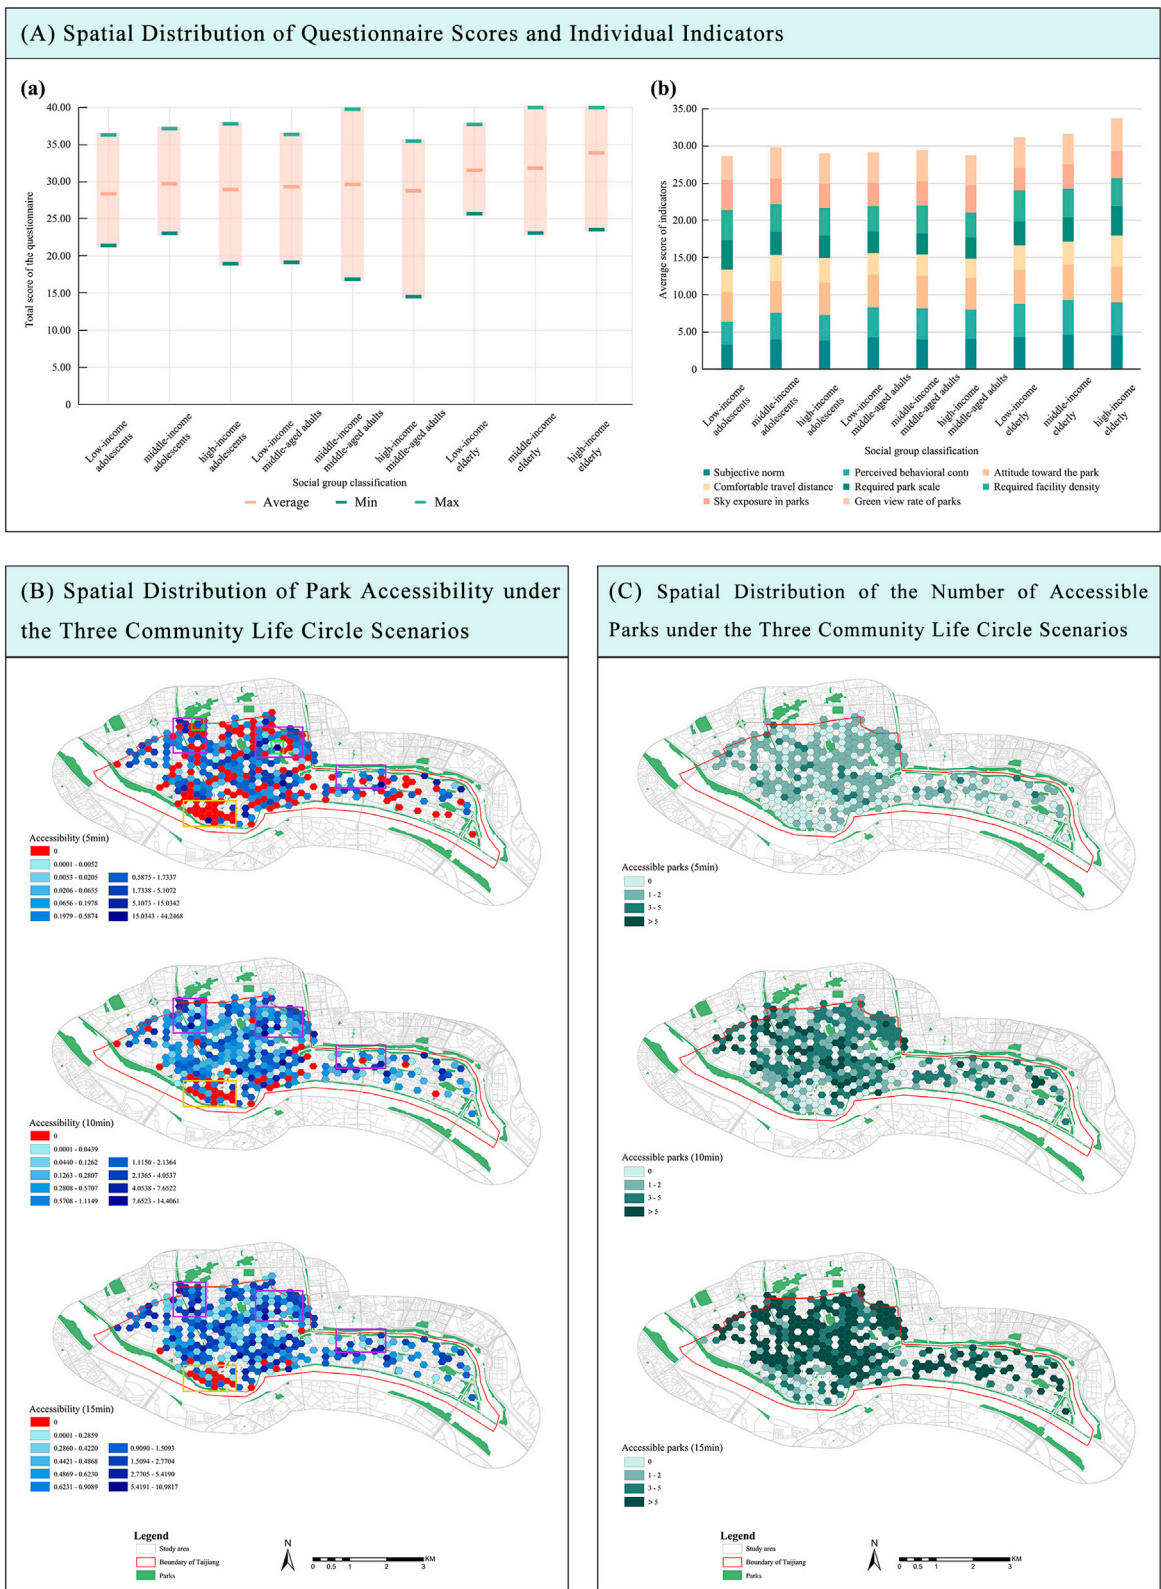 (A) Spatial Distribution of Questionnaire Scores and Individual Indicators
(a)
40.00
35.00
30.00
25.00
20.00
15.00
10.00
5.00
0
Total score of the questionnaire
Low-income
adolescents
middle-income
adolescents
high-income
adolescents
Low-income
middle-aged adults
middle-income
middle-aged adults
high-income
middle-aged adults
Low-income
elderly
middle-income
elderly
high-income
elderly
Social group classification
Average Min Max
(b)
35.00
30.00
25.00
20.00
15.00
10.00
5.00
0
Average score of indicators
Low-income
adolescents
middle-income
adolescents
high-income
adolescents
Low-income
middle-aged adults
middle-income
middle-aged adults
high-income
middle-aged adults
Low-income
elderly
middle-income
elderly
high-income
elderly
Social group classification
Subjective norm Perceived behavioral contr Attitude toward the park
Comfortable travel distance Required park scale Required facility density
Sky exposure in parks Green view rate of parks
(B) Spatial Distribution of Park Accessibility under
the Three Community Life Circle Scenarios
Accessibility (5min)
0
0.0001 - 0.0052
0.0053 - 0.0205 0.5875 - 1.7337
0.0206 - 0.0655 1.7338 - 5.1072
0.0656 - 0.1978 5.1073 - 15.0342
0.1979 - 0.5874 15.0343 - 44.2468
Accessibility (10min)
0
0.0001 - 0.0439
0.0440 - 0.1262 1.1150 - 2.1364
0.1263 - 0.2807 2.1365 - 4.0537
0.2808 - 0.5707 4.0538 - 7.6522
0.5708 - 1.1149 7.6523 - 14.4061
Accessibility (15min)
0
0.0001 - 0.2859
0.2860 - 0.4220 0.9090 - 1.5093
0.4421 - 0.4868 1.5094 - 2.7704
0.4869 - 0.6230 2.7705 - 5.4190
0.6231 - 0.9089 5.4191 - 10.9817
Legend
Study area
Boundary of Taijiang
Parks
N
KM
0 0.5 1 2 3
(C) Spatial Distribution of the Number of Accessible
Parks under the Three Community Life Circle Scenarios
Accessible parks (5min)
0
1 - 2
3 - 5
> 5
Accessible parks (10min)
0
1 - 2
3 - 5
> 5
Accessible parks (15min)
0
1 - 2
3 - 5
> 5
Legend
Study area
Boundary of Taijiang
Parks
N
KM
0 0.5 1 2 3